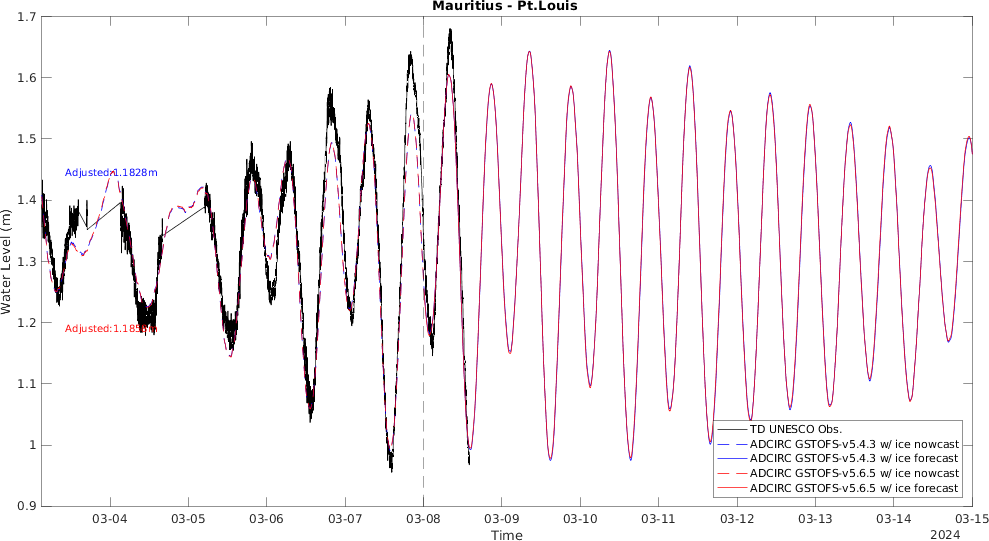 Mauritius - Pt.Louis
1.7
1.6
1.5
1.4
1.3
1.2
1.1
1
0.9
Water Level (m)
Adjusted:1.1828m
TD UNESCO Obs.
ADCIRC GSTOFS-v5.4.3 w/ ice nowcast
ADCIRC GSTOFS-v5.4.3 w/ ice forecast
ADCIRC GSTOFS-v5.6.5 w/ ice nowcast
ADCIRC GSTOFS-v5.6.5 w/ ice forecast
03-04 03-05 03-06 03-07 03-08 03-09 03-10 03-11 03-12 03-13 03-14 03-15
Time
2024